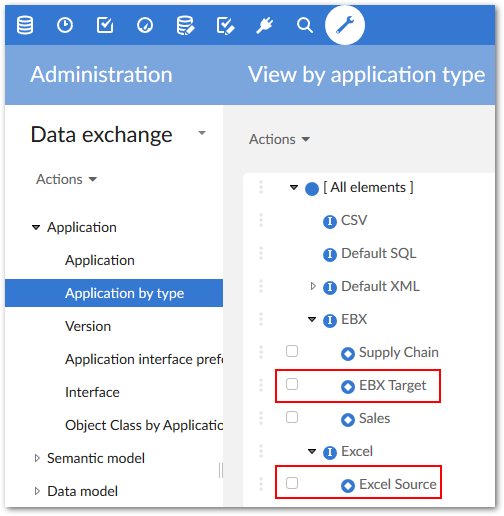 Administration
View by application type
Data exchange
Actions
Application
Application
Application by type
Version
Application interface pref
Interface
Object Class by Applicatio
Semantic model
Data model
Actions
[ All elements ]
CSV
Default SQL
Default XML
EBX
Supply Chain
EBX Target
Sales
Excel
Excel Source